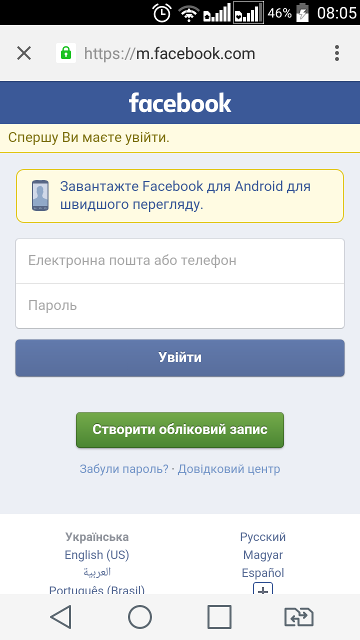 46% 08:05
https://m.facebook.com
facebook
Спершу Ви маєте увійти.
Завантажте Facebook для Android для
швидшого перегляду.
Електронна пошта або телефон
Пароль
Увійти
Створити обліковий запис
Забули пароль? · Довідковий центр
Українська
Русский
English (US)
Magyar
العربية
Español
Português (Brasil)